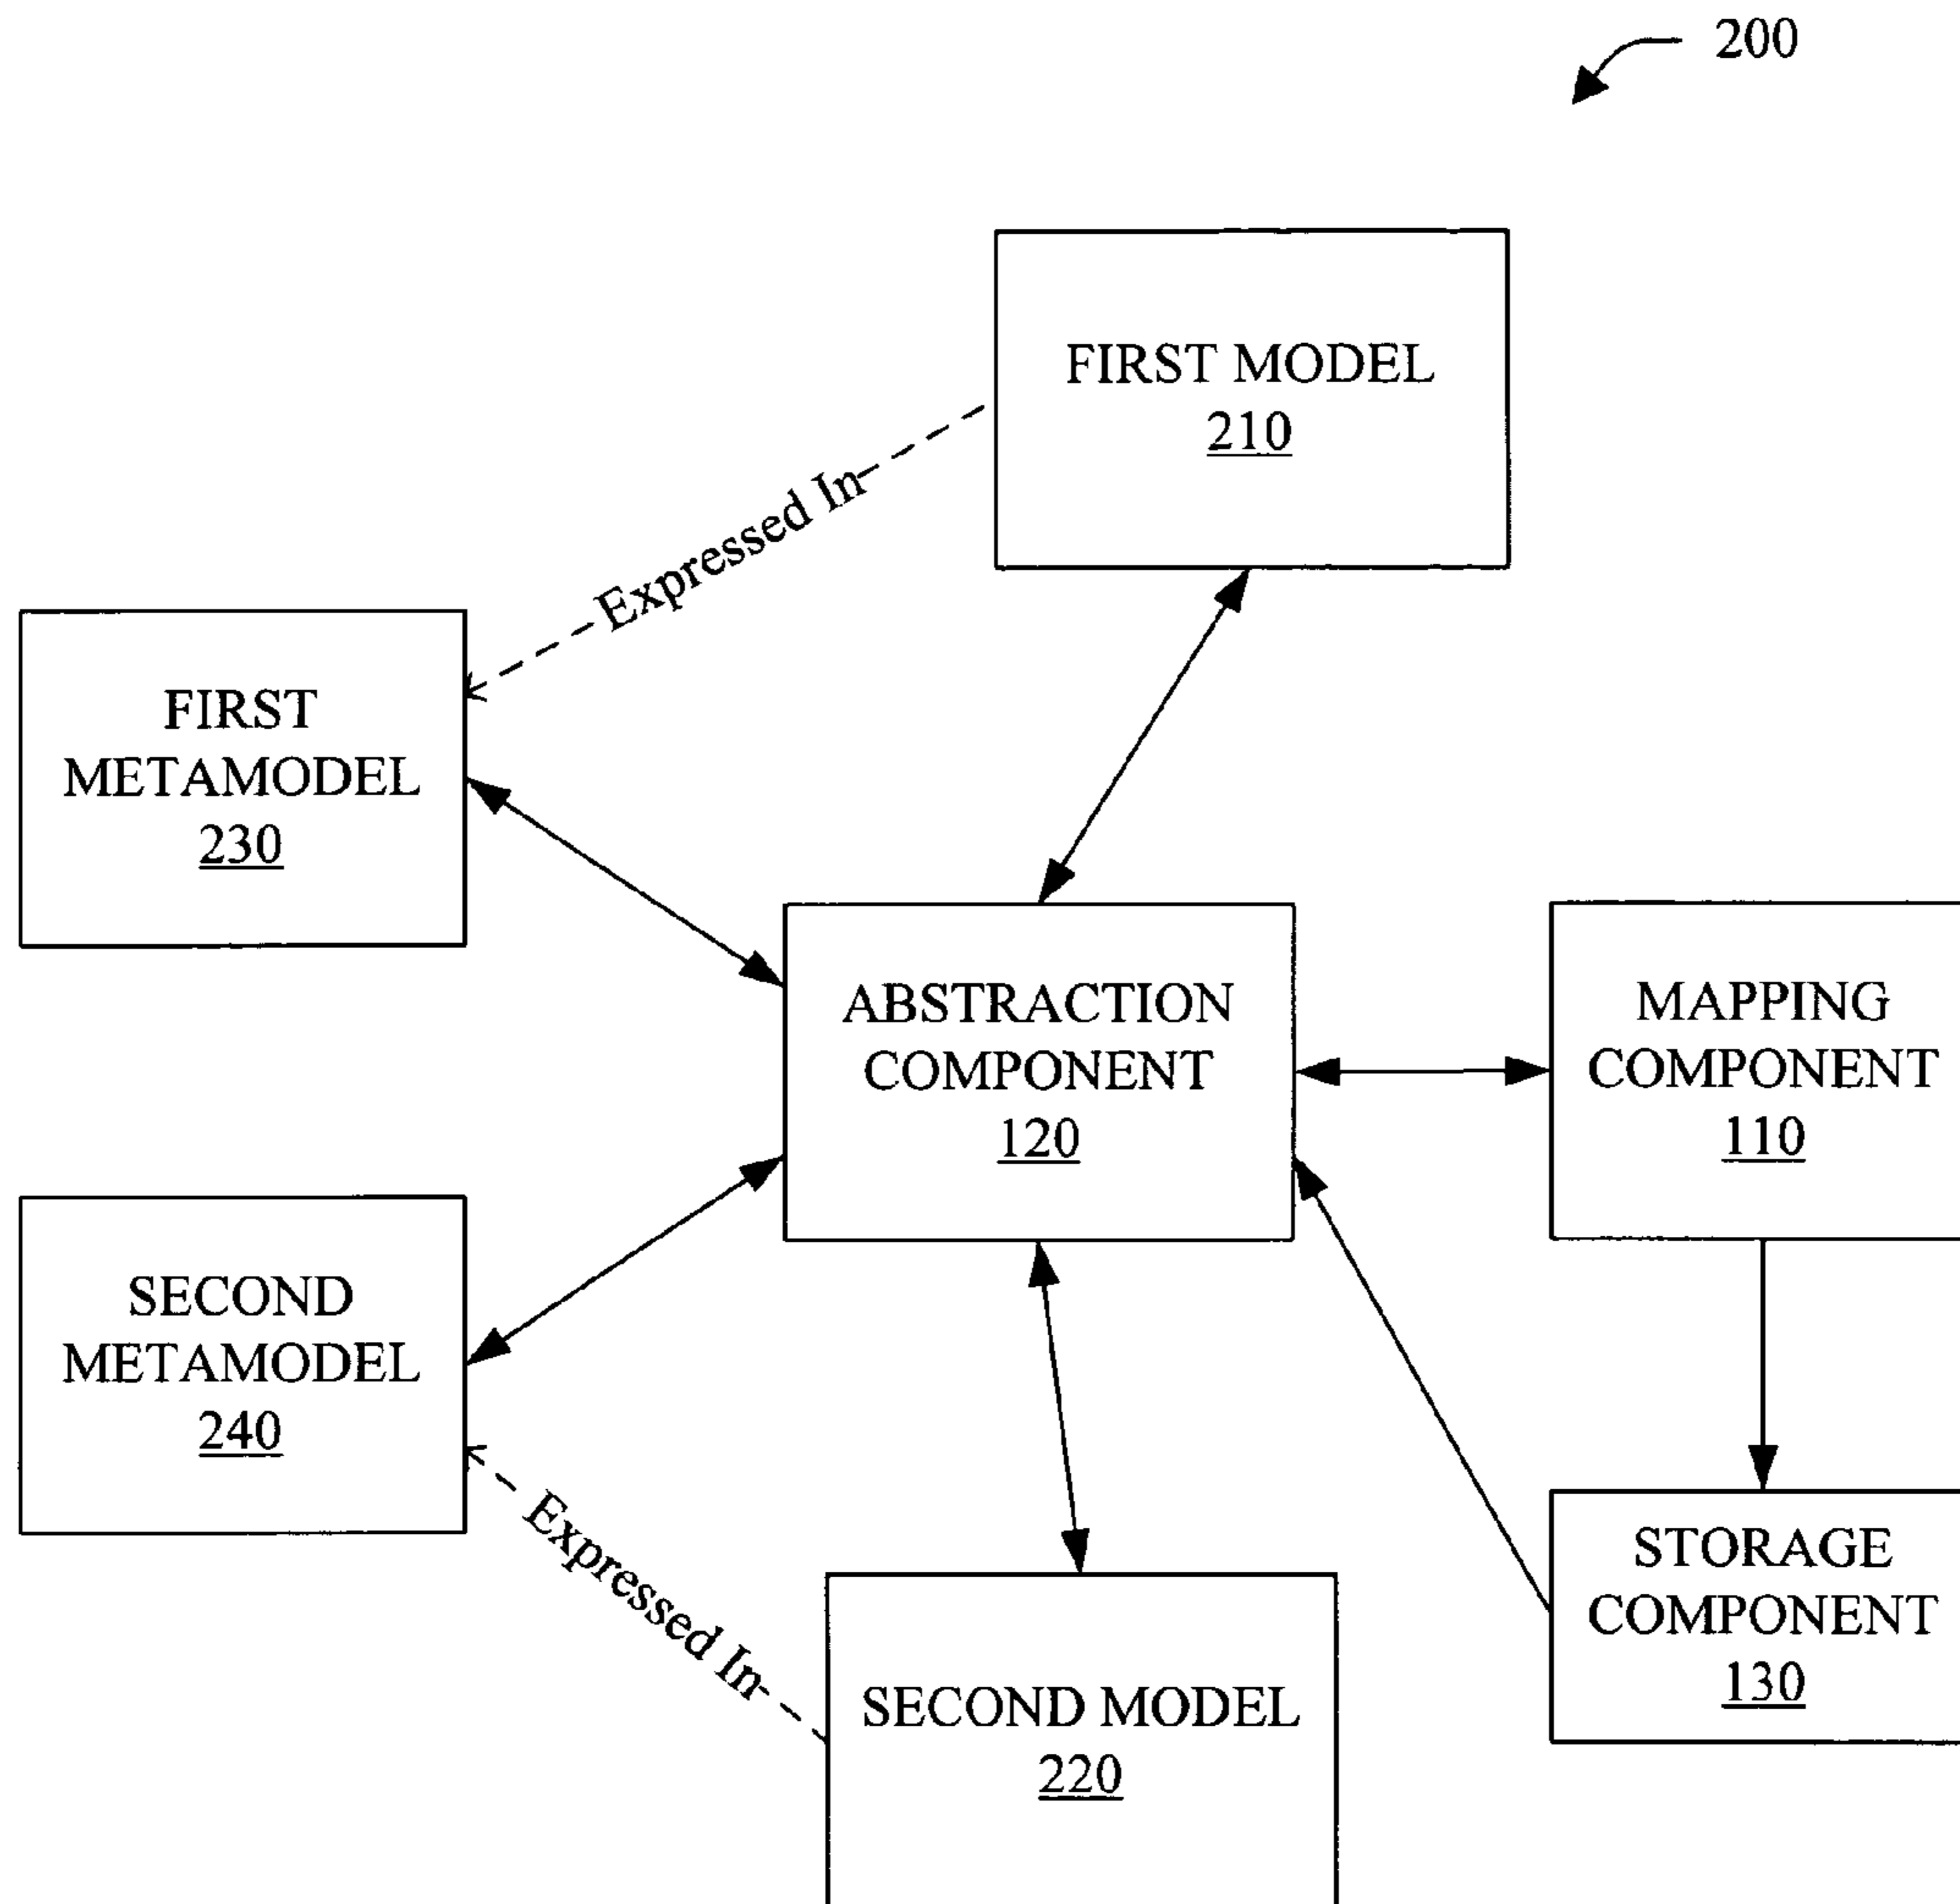 200
FIRST MODEL
210
Expressed In
FIRST
METAMODEL
230
ABSTRACTION
COMPONENT
120
MAPPING
COMPONENT
110
SECOND
METAMODEL
240
Expressed In
STORAGE
COMPONENT
130
SECOND MODEL
220